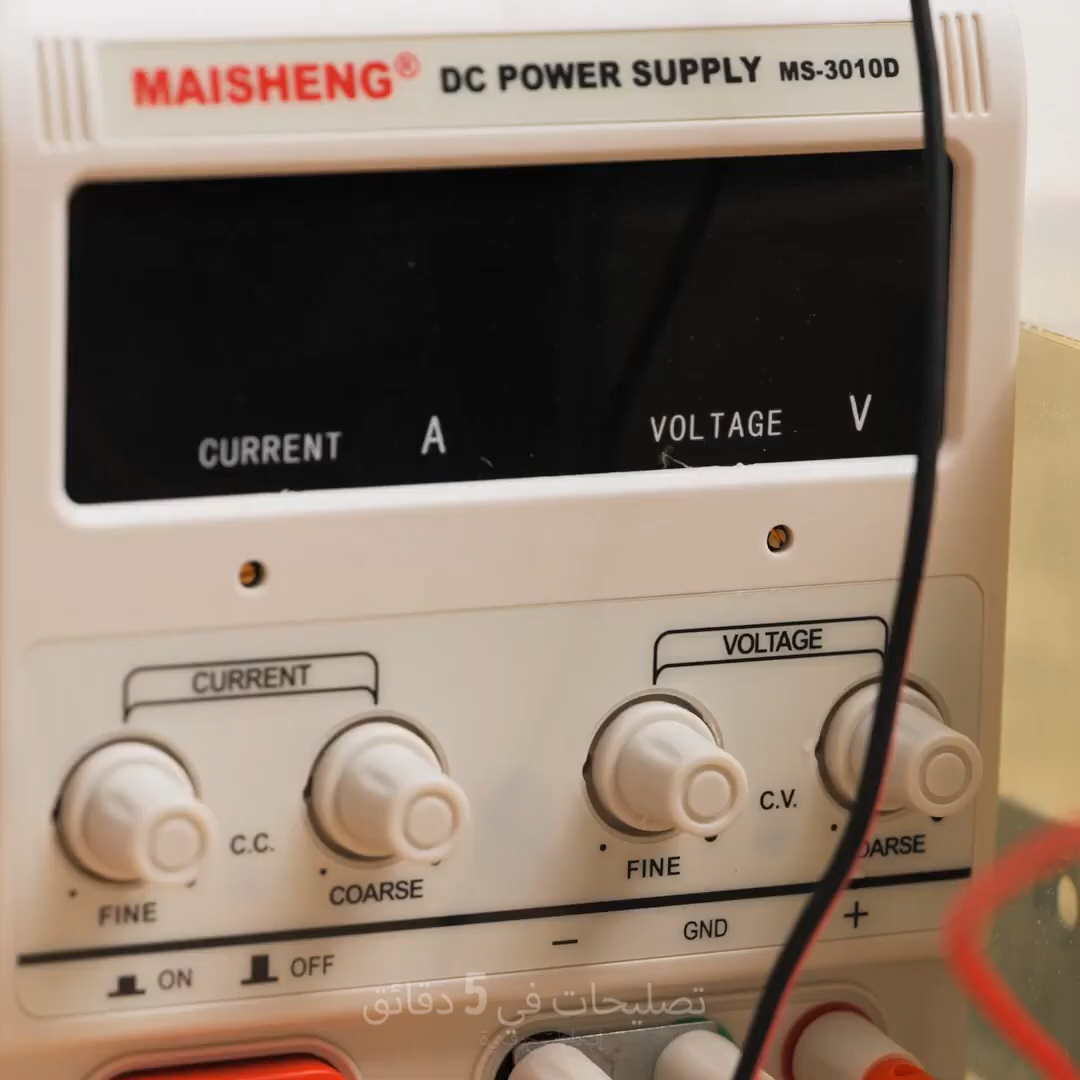 MAISHENG® DC POWER SUPPLY MS-3010D
CURRENT A VOLTAGE V
CURRENT VOLTAGE
C.C. C.V.
FINE COARSE FINE OARSE
− GND +
ON OFF
تصليحات في 5 دقائق